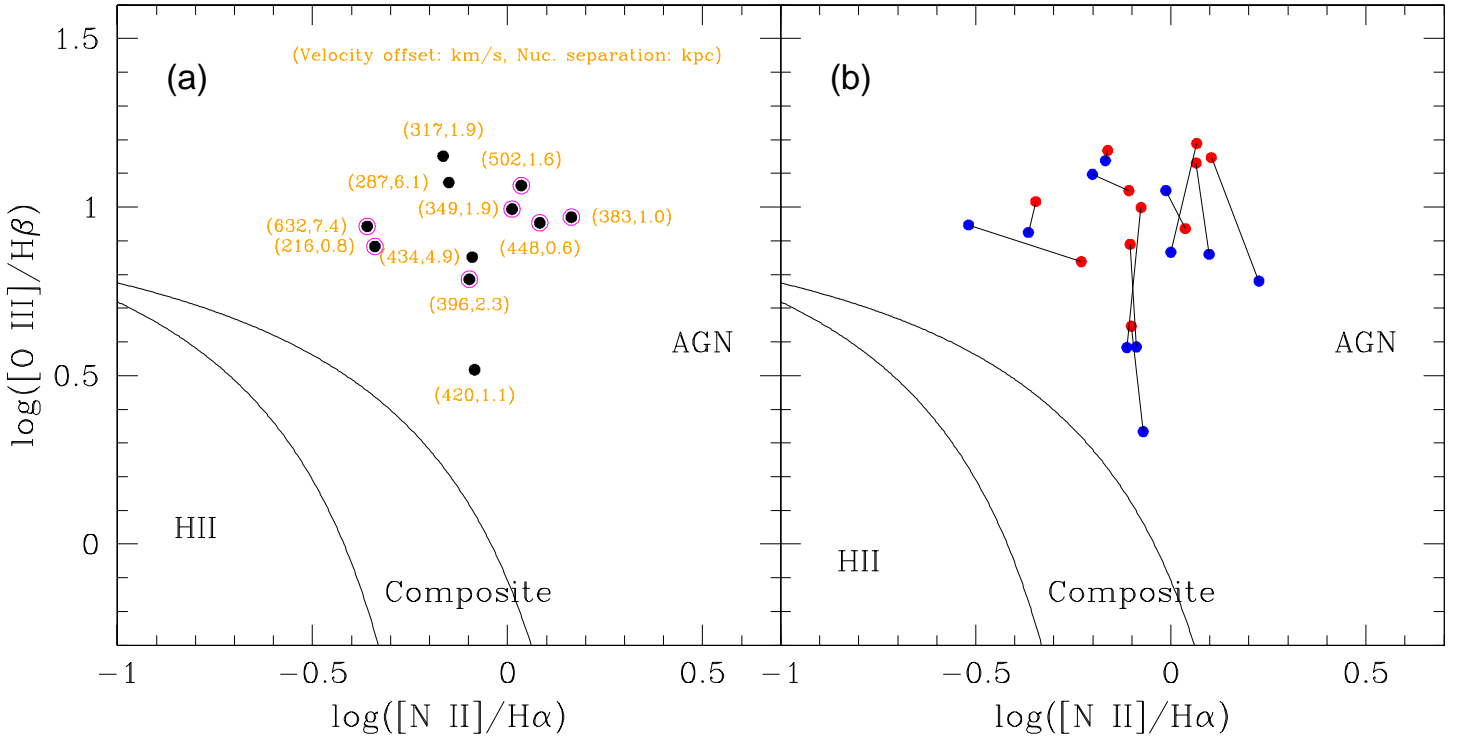 (a)
(Velocity offset: km/s, Nuc. separation: kpc)
(317,1.9)
(502,1.6)
(287,6.1)
(349,1.9)
(383,1.0)
(632,7.4)
(216,0.8)
(434,4.9)
(448,0.6)
(396,2.3)
(420,1.1)
AGN
HII
Composite
1.5
1
0.5
0
log([O III]/Hβ)
−1
−0.5
0
0.5
log([N II]/Hα)
(b)
AGN
HII
Composite
−1
−0.5
0
0.5
log([N II]/Hα)